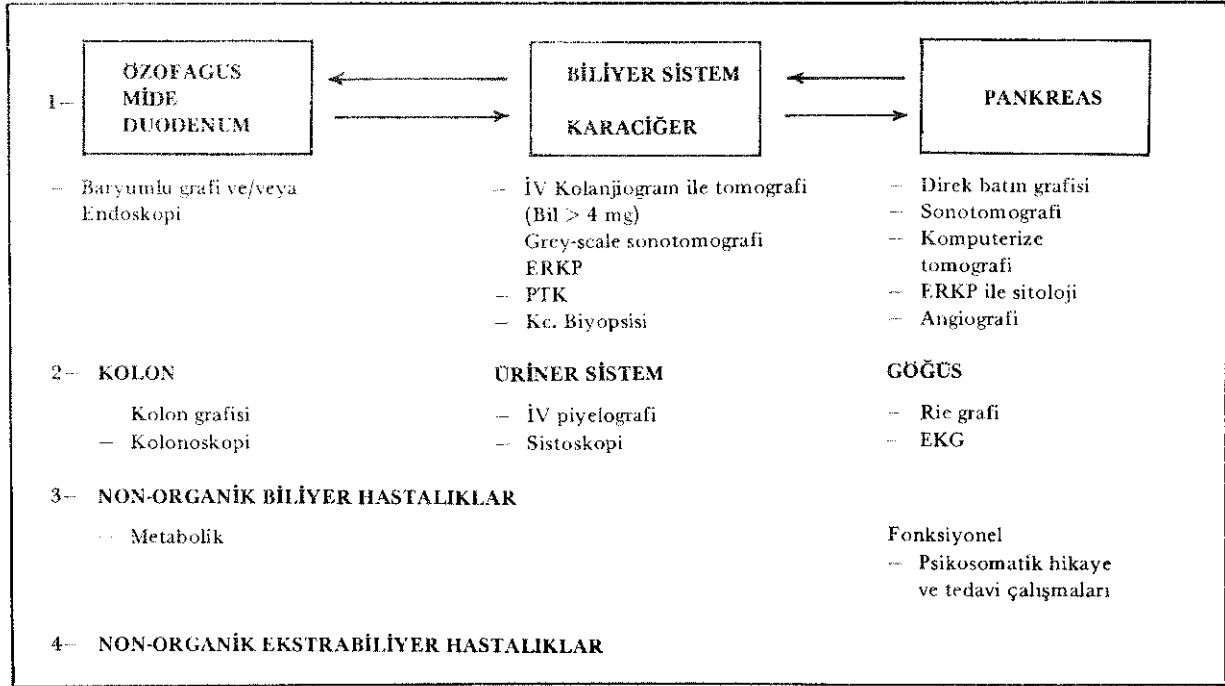 1–
ÖZOFAGUS
MİDE
DUODENUM
– Baryumlu grafi ve/veya
Endoskopi
BİLİYER SİSTEM
KARACİĞER
– İV Kolanjiogram ile tomografi
(Bil > 4 mg)
Grey-scale sonotomografi
ERKP
– PTK
– Kc. Biyopsisi
PANKREAS
– Direk batın grafisi
– Sonotomografi
– Komputerize
tomografi
– ERKP ile sitoloji
– Angiografi
2– KOLON
Kolon grafisi
– Kolonoskopi
ÜRİNER SİSTEM
– İV piyelografi
– Sistoskopi
GÖĞÜS
– Rie grafi
– EKG
3– NON-ORGANİK BİLİYER HASTALIKLAR
– Metabolik
Fonksiyonel
– Psikosomatik hikaye
ve tedavi çalışmaları
4– NON-ORGANİK EKSTRABİLİYER HASTALIKLAR